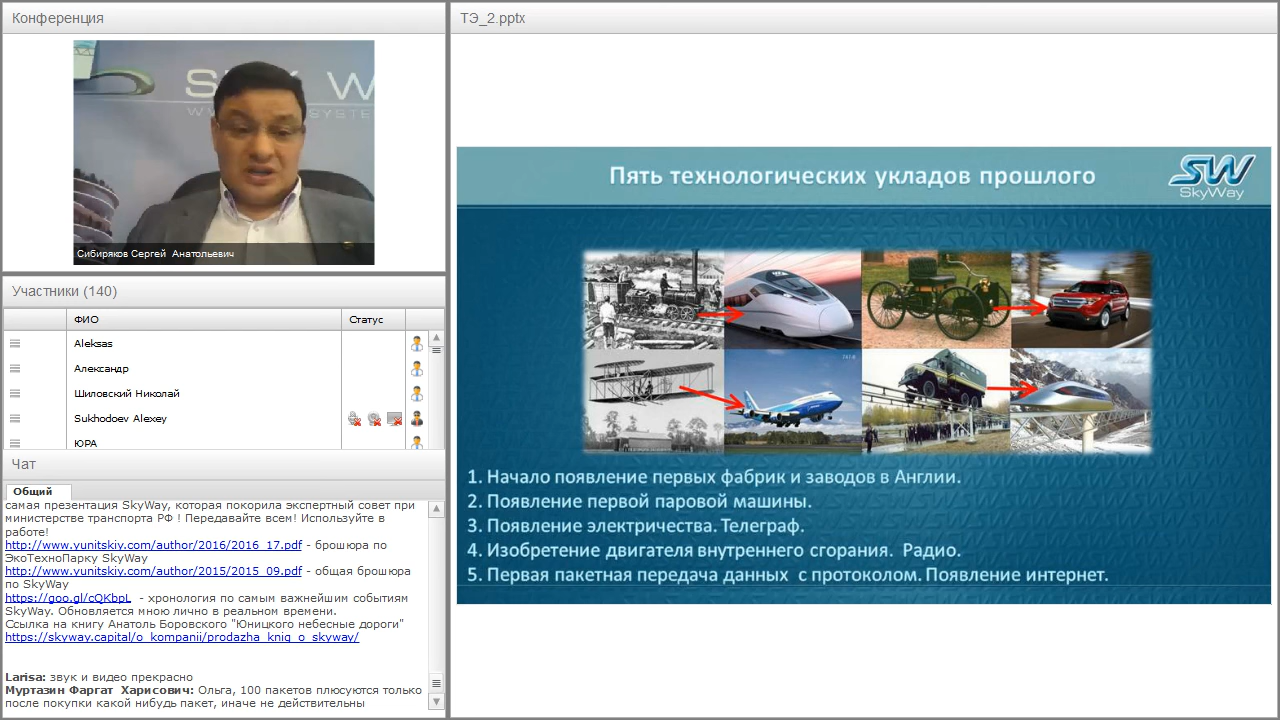 Конференция
SKY W
Сибиряков Сергей Анатольевич
Участники (140)
ФИО
Статус
Aleksas
Александр
Шиловский Николай
Sukhodoev Alexey
ЮРА
Чат
Общий
самая презентация SkyWay, которая покорила экспертный совет при
министерстве транспорта РФ ! Передавайте всем! Используйте в
работе!
http://www.yunitskiy.com/author/2016/2016_17.pdf - брошюра по
ЭкоТехноПарку SkyWay
http://www.yunitskiy.com/author/2015/2015_09.pdf - общая брошюра
по SkyWay
https://goo.gl/cQKbpL - хронология по самым важнейшим событиям
SkyWay. Обновляется мною лично в реальном времени.
Ссылка на книгу Анатоль Боровского "Юницкого небесные дороги"
https://skyway.capital/o_kompanii/prodazha_knig_o_skyway/
Larisa: звук и видео прекрасно
Муртазин Фаргат Харисович: Ольга, 100 пакетов плюсуются только
после покупки какой нибудь пакет, иначе не действительны
ТЭ_2.pptx
Пять технологических укладов прошлого
SW
SkyWay
1. Начало появление первых фабрик и заводов в Англии.
2. Появление первой паровой машины.
3. Появление электричества. Телеграф.
4. Изобретение двигателя внутреннего сгорания. Радио.
5. Первая пакетная передача данных с протоколом. Появление интернет.